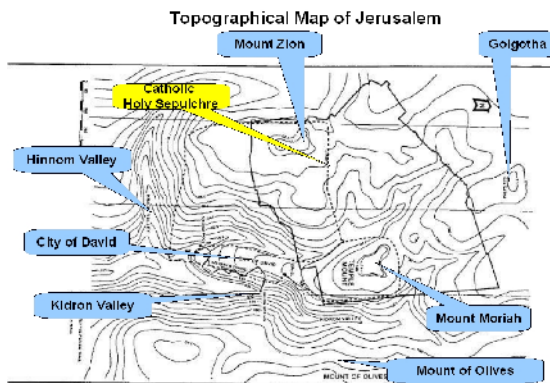 Topographical Map of Jerusalem
Mount Zion
Golgotha
Catholic
Holy Sepulchre
Hinnom Valley
City of David
Kidron Valley
Mount Moriah
Mount of Olives
MOUNT OF OLIVES